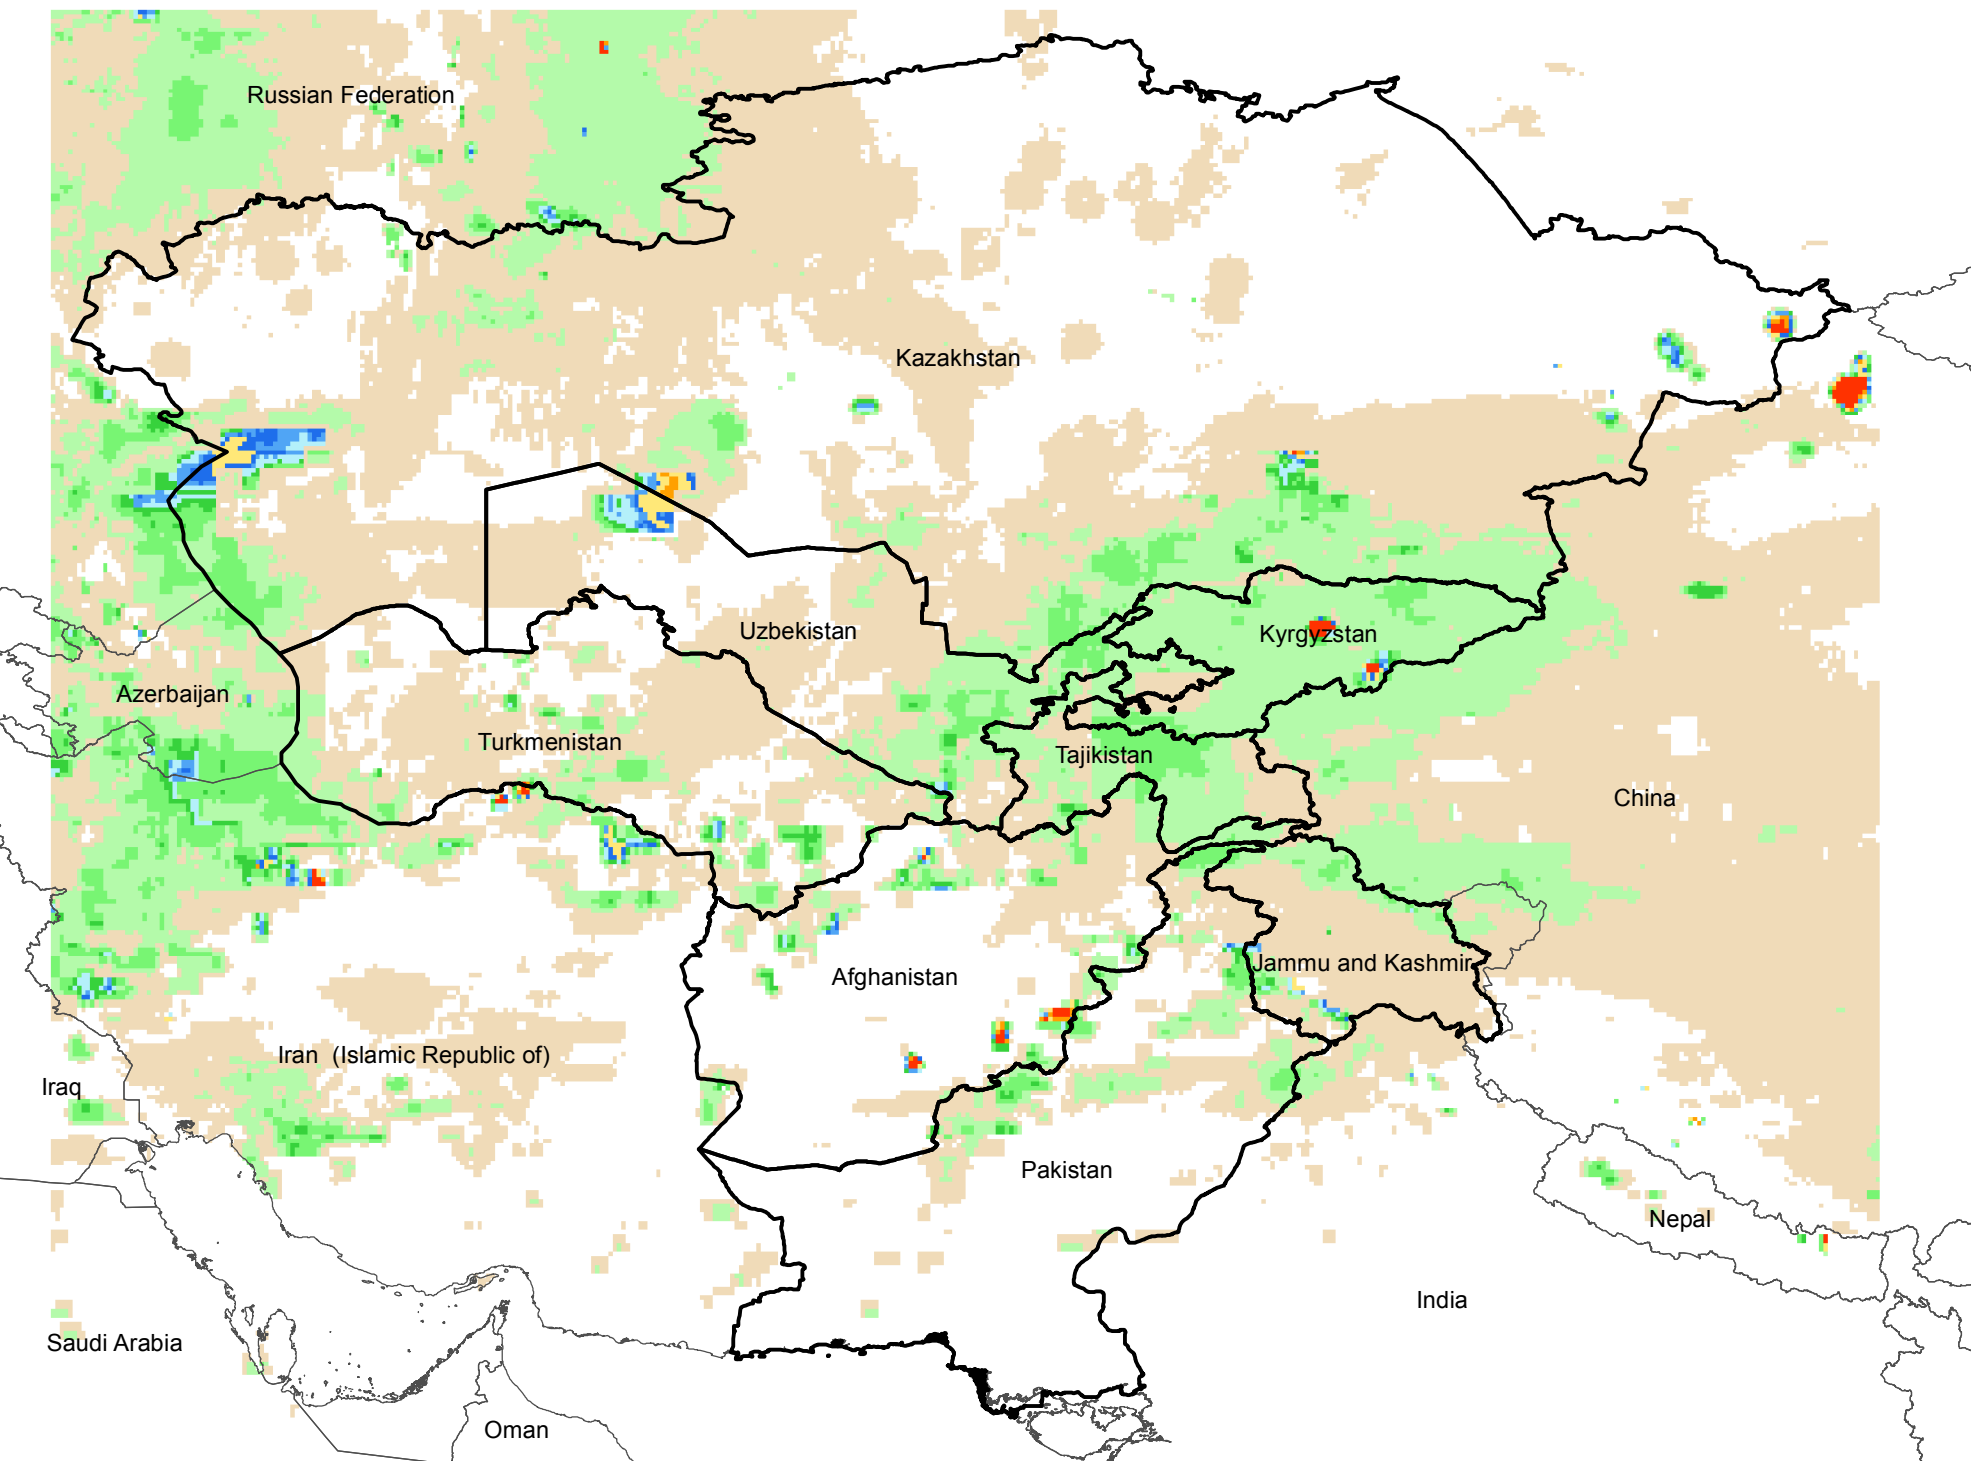 Russian Federation
Kazakhstan
Uzbekistan
Kyrgyzstan
Azerbaijan
Turkmenistan
Tajikistan
China
Afghanistan
Jammu and Kashmir
Iran  (Islamic Republic of)
Iraq
Pakistan
Nepal
India
Saudi Arabia
Oman